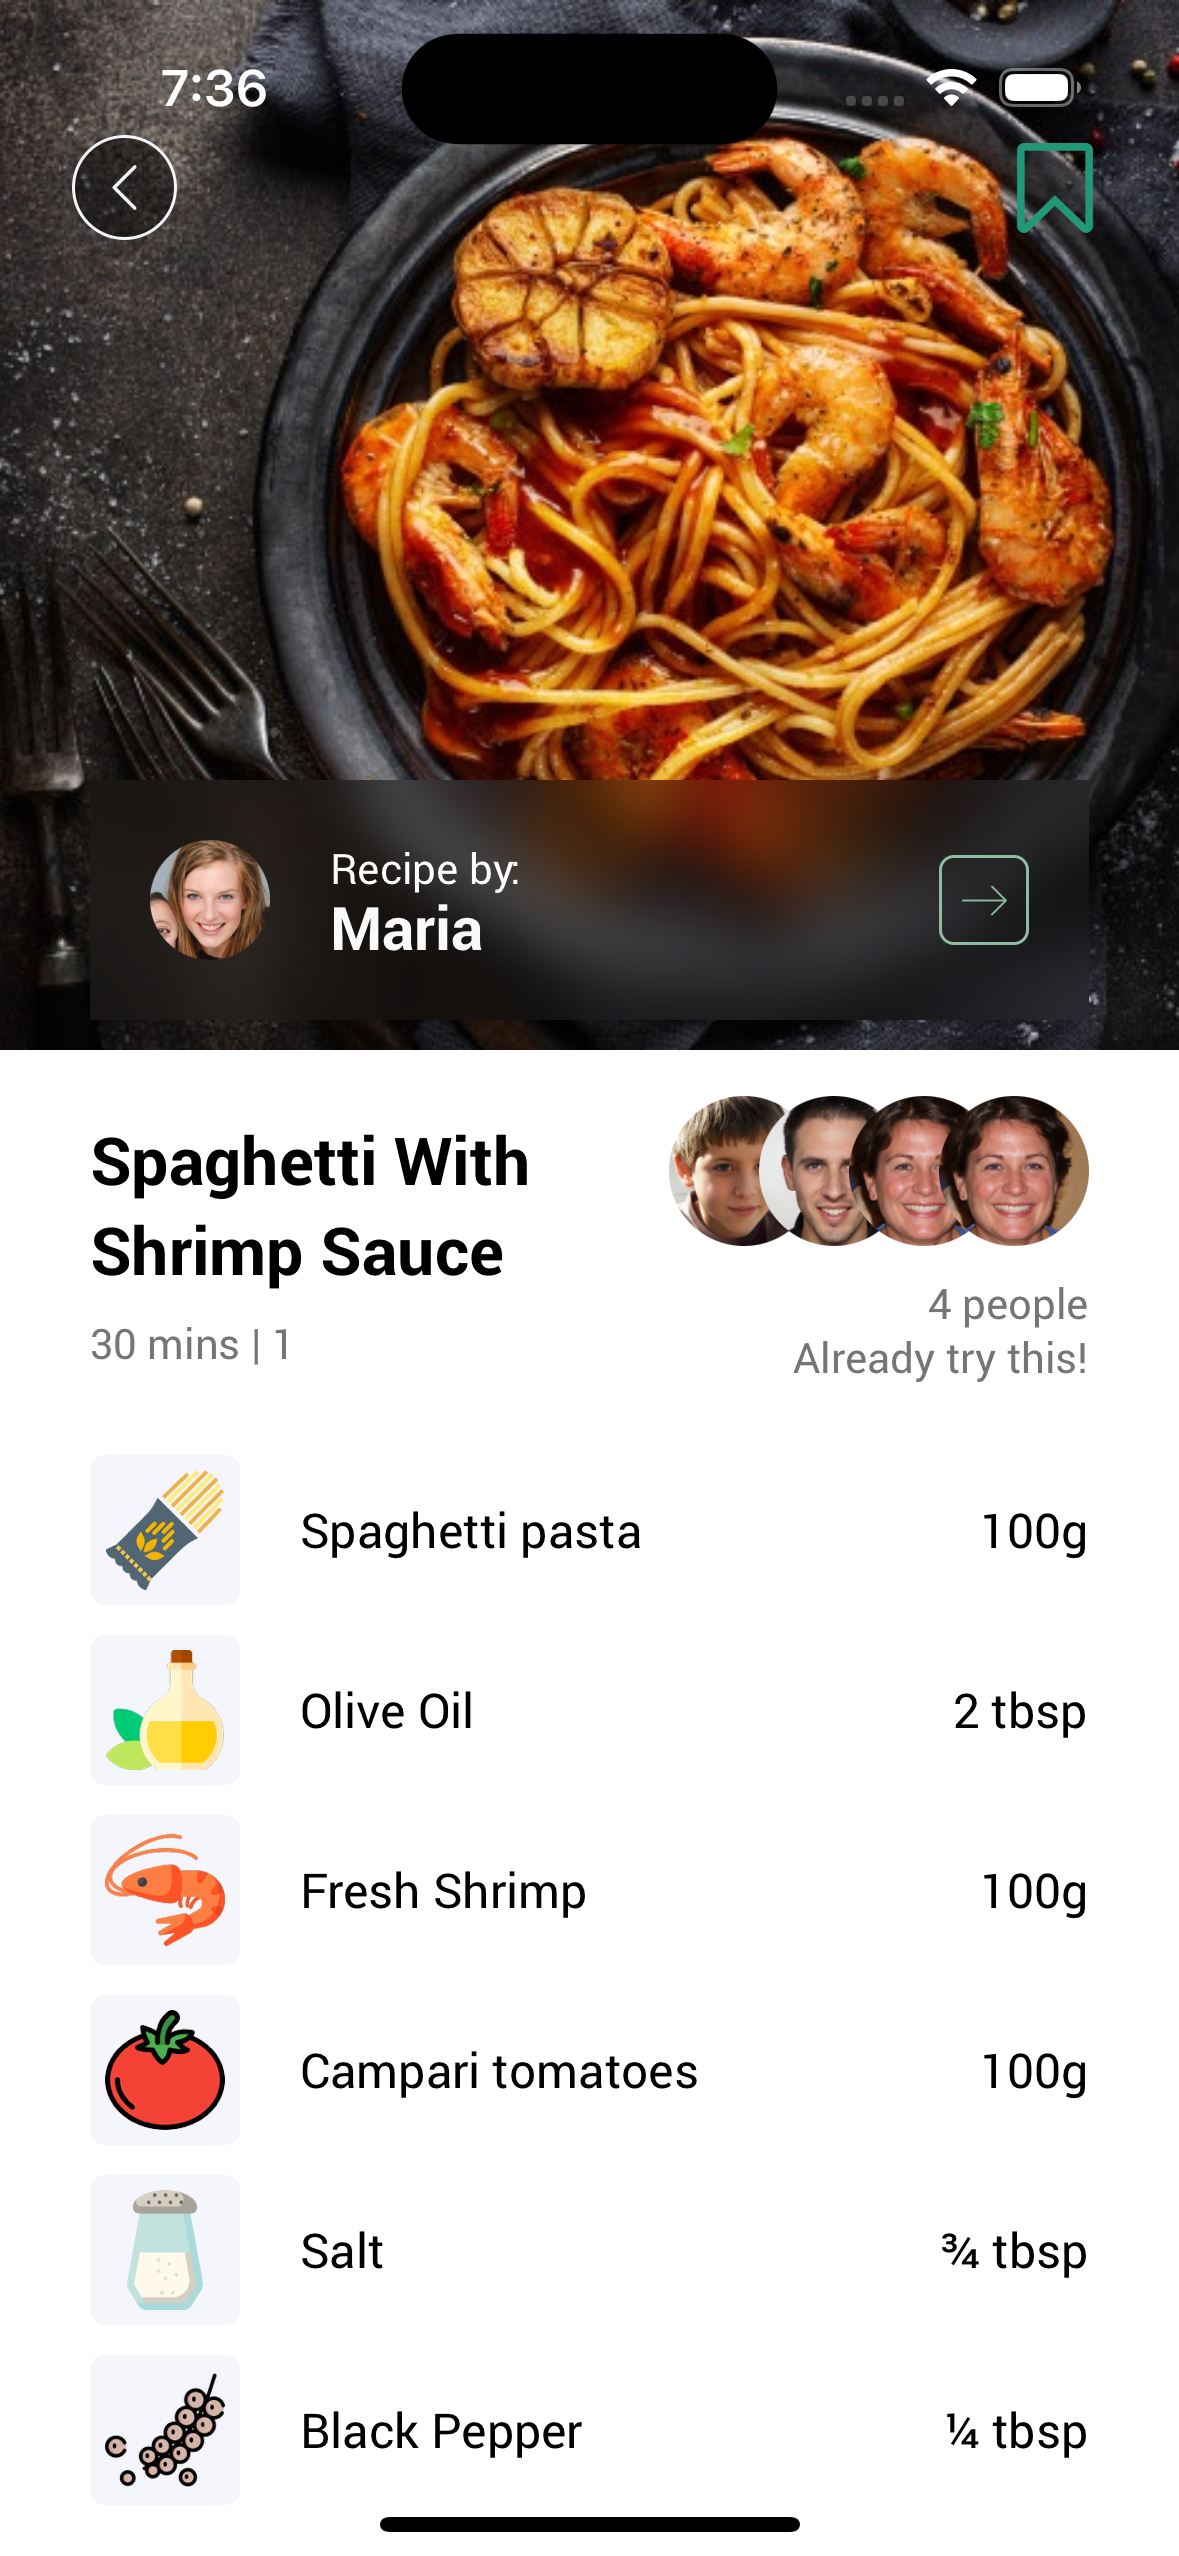 7:36
Recipe by:
Maria
Spaghetti With
Shrimp Sauce
30 mins | 1
4 people
Already try this!
Spaghetti pasta 100g
Olive Oil 2 tbsp
Fresh Shrimp 100g
Campari tomatoes 100g
Salt ¾ tbsp
Black Pepper ¼ tbsp